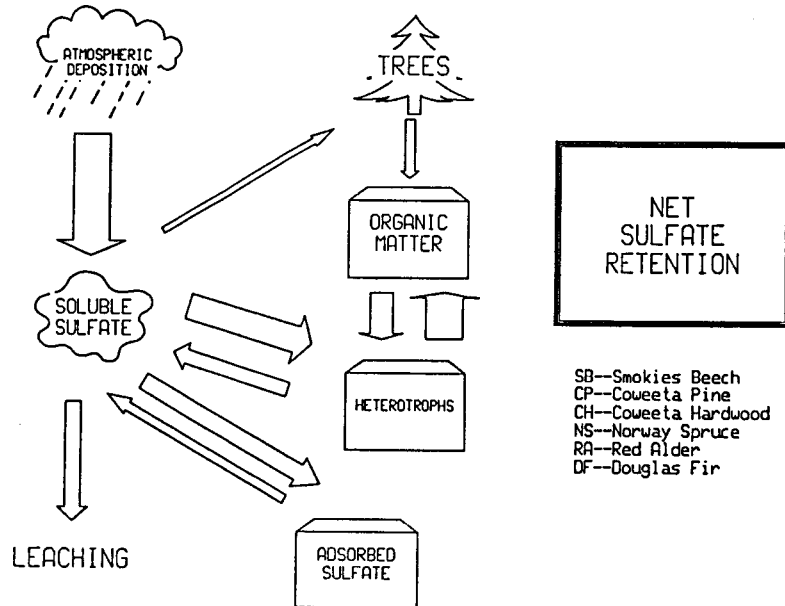 ATMOSPHERIC
DEPOSITION
TREES
ORGANIC
MATTER
NET
SULFATE
RETENTION
SOLUBLE
SULFATE
HETEROTROPHS
SB--Smokies Beech
CP--Coweeta Pine
CH--Coweeta Hardwood
NS--Norway Spruce
RA--Red Alder
DF--Douglas Fir
LEACHING
ADSORBED
SULFATE